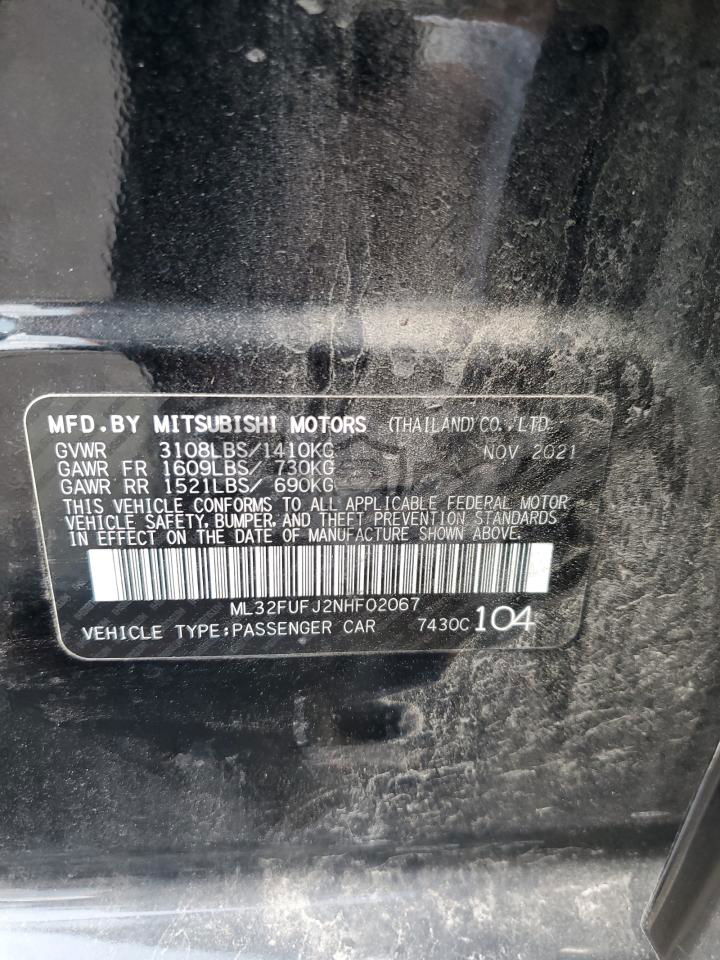 MFD.BY MITSUBISHI MOTORS (THAILAND) CO., LTD.
GVWR 3108LBS/1410KG NOV 2021
GAWR FR 1609LBS/ 730KG
GAWR RR 1521LBS/ 690KG
THIS VEHICLE CONFORMS TO ALL APPLICABLE FEDERAL MOTOR
VEHICLE SAFETY, BUMPER, AND THEFT PREVENTION STANDARDS
IN EFFECT ON THE DATE OF MANUFACTURE SHOWN ABOVE.
ML32FUFJ2NHF02067
VEHICLE TYPE:PASSENGER CAR 7430C 104